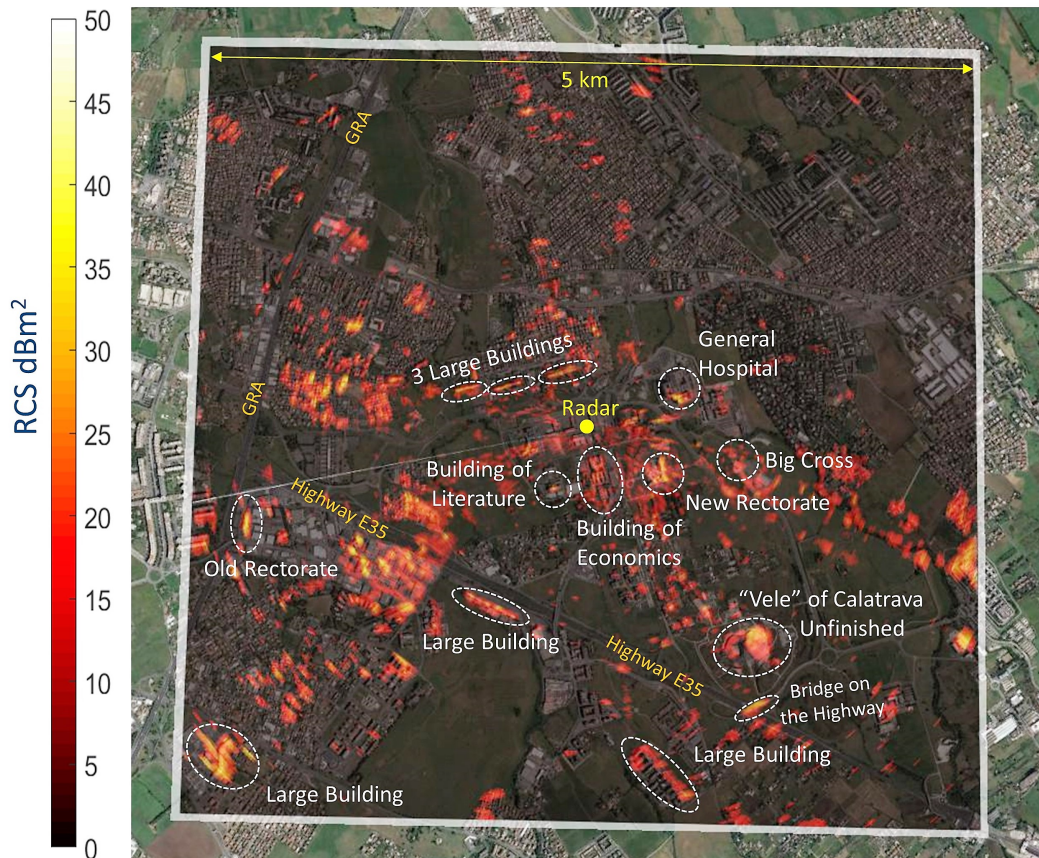 RCS dBm²
50
45
40
35
30
25
20
15
10
5
0
5 km
GRA
GRA
3 Large Buildings
General
Hospital
Radar
Building of
Literature
Big Cross
New Rectorate
Building of
Economics
Highway E35
Old Rectorate
Large Building
"Vele" of Calatrava
Unfinished
Highway E35
Bridge on
the Highway
Large Building
Large Building